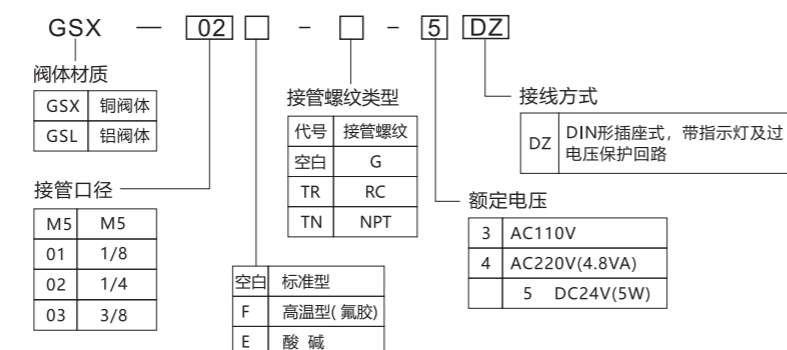 GSX — 02 - - 5 DZ
阀体材质
GSX 铜阀体
GSL 铝阀体
接管口径
M5 M5
01 1/8
02 1/4
03 3/8
空白 标准型
F 高温型(氟胶)
E 酸 碱
接管螺纹类型
代号 接管螺纹
空白 G
TR RC
TN NPT
接线方式
DZ DIN形插座式，带指示灯及过
电压保护回路
额定电压
3 AC110V
4 AC220V(4.8VA)
5 DC24V(5W)